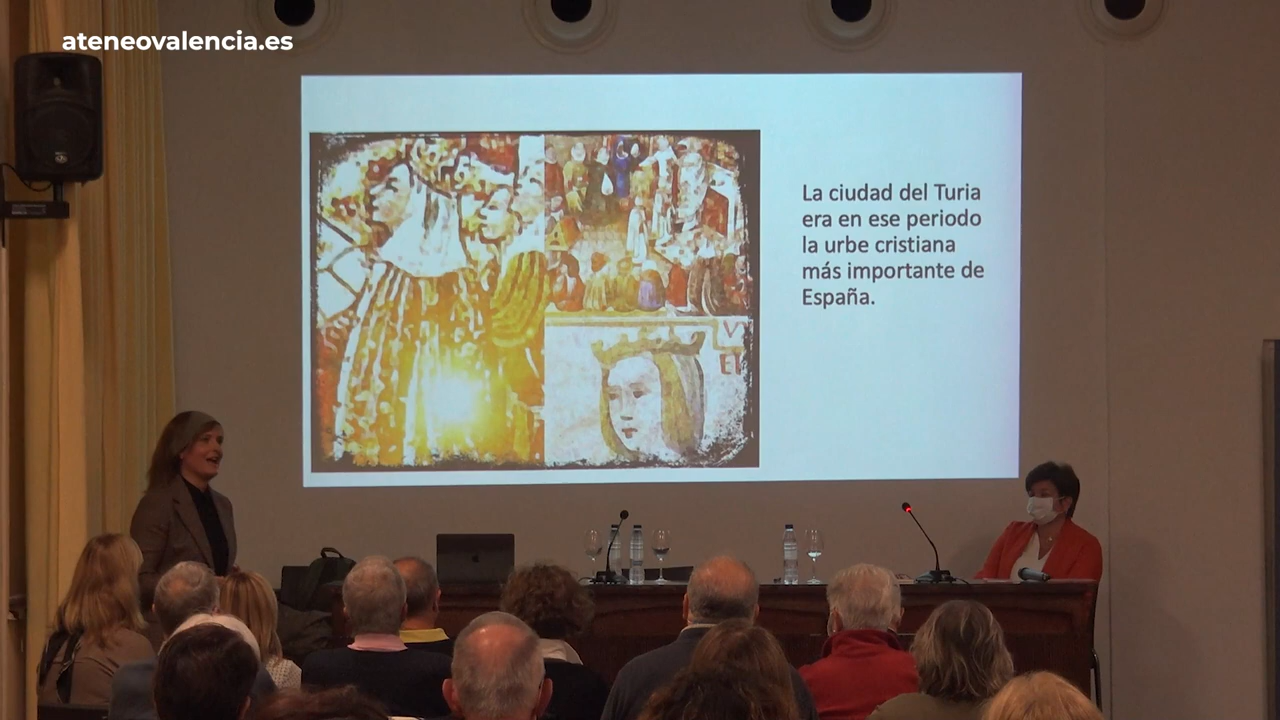 ateneovalencia.es
La ciudad del Turia
era en ese periodo
la urbe cristiana
más importante de
España.